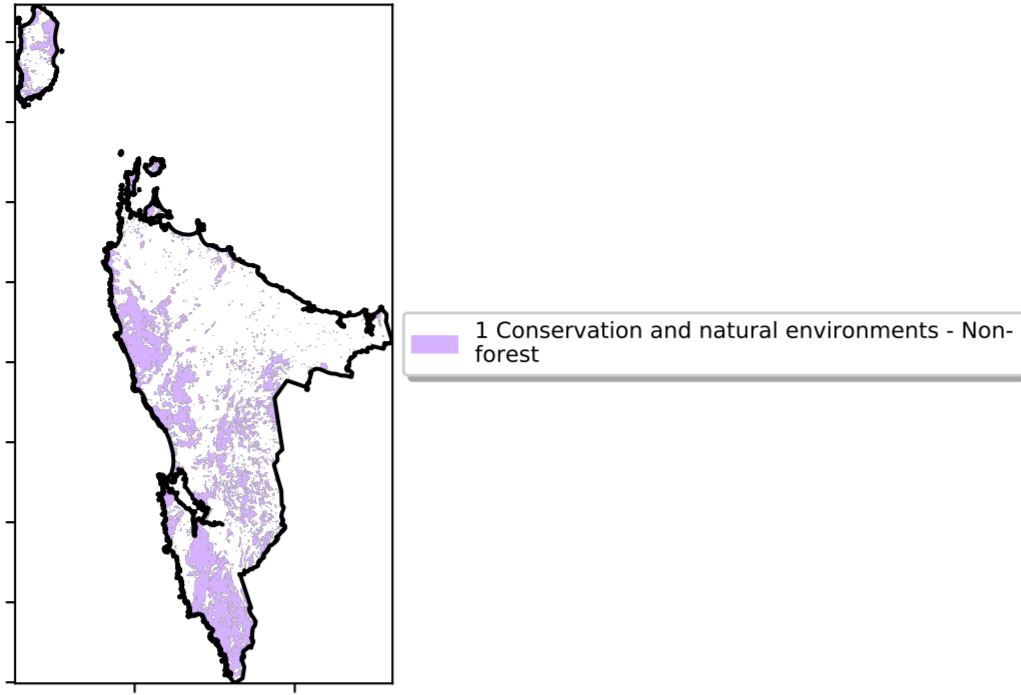 1 Conservation and natural environments - Non-
forest